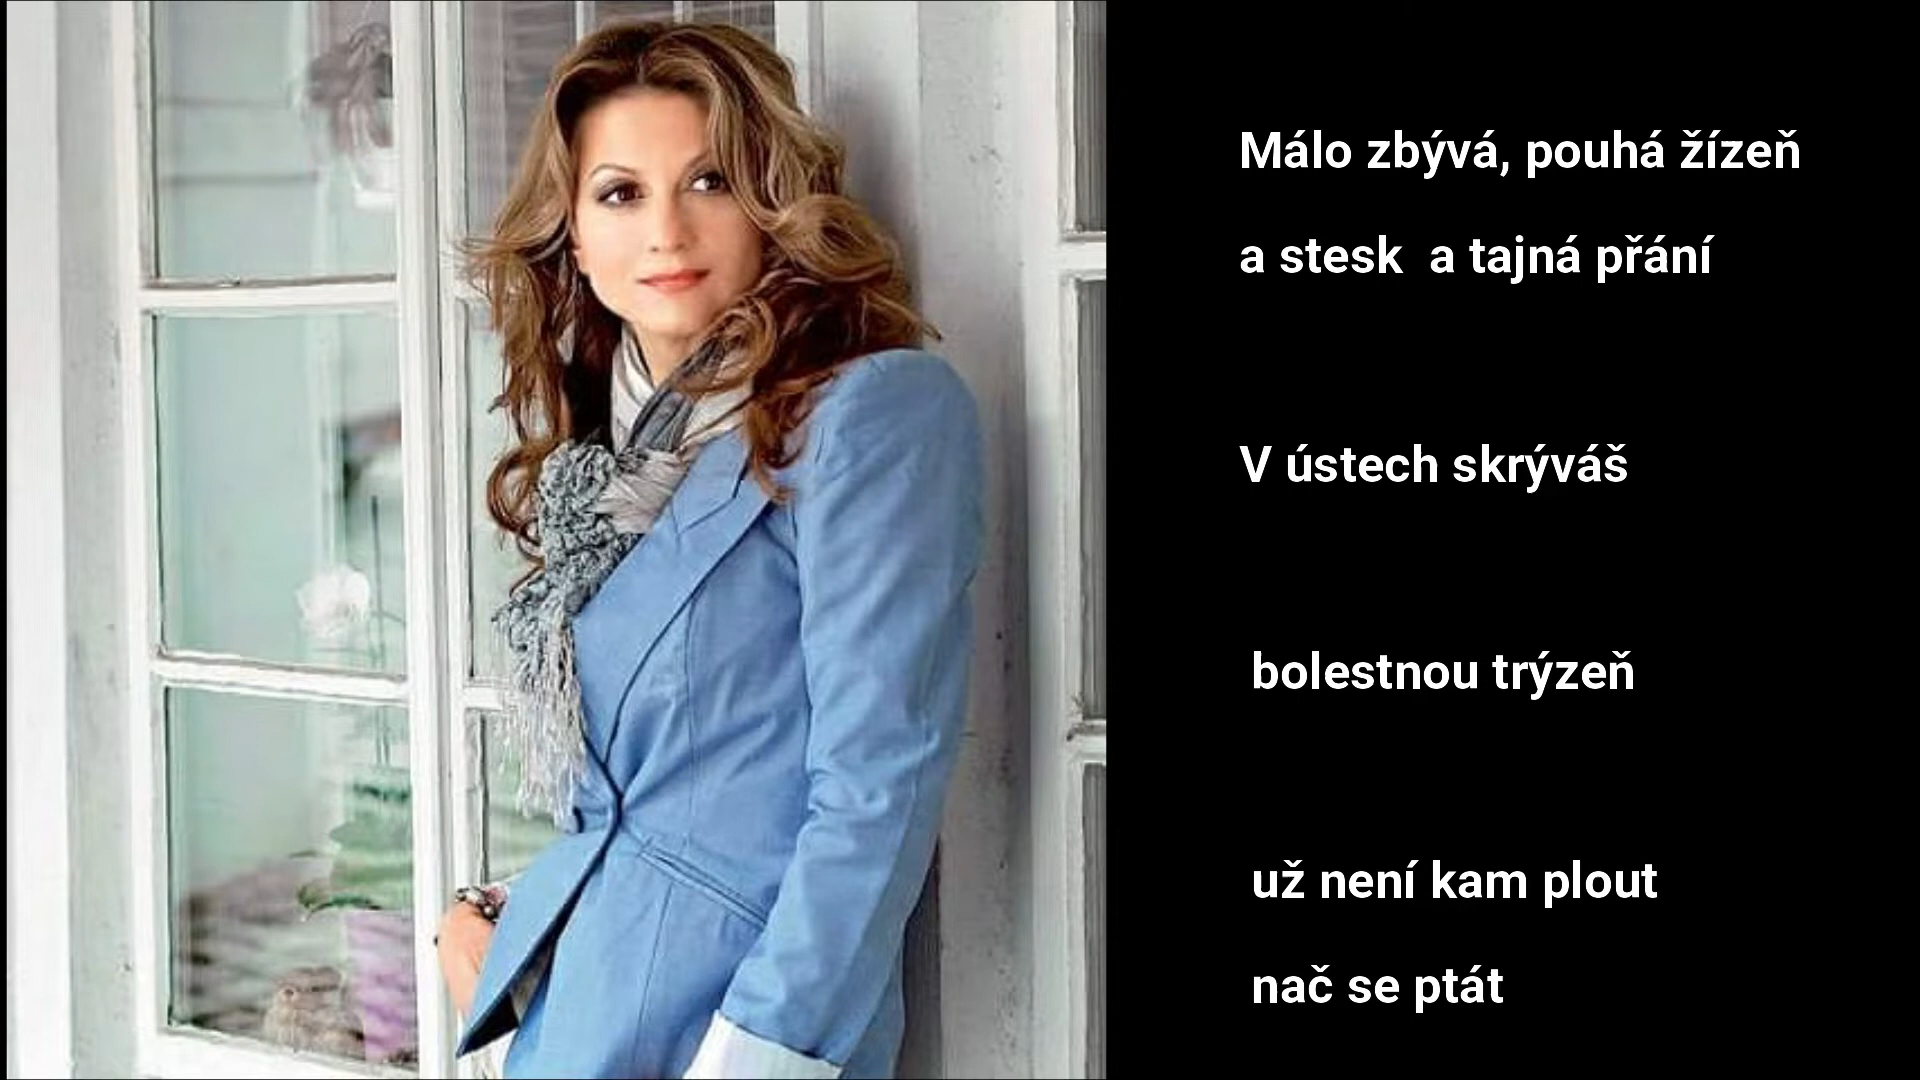 Málo zbývá, pouhá žízeň
a stesk  a tajná přání
V ústech skrýváš
bolestnou trýzeň
už není kam plout
nač se ptát